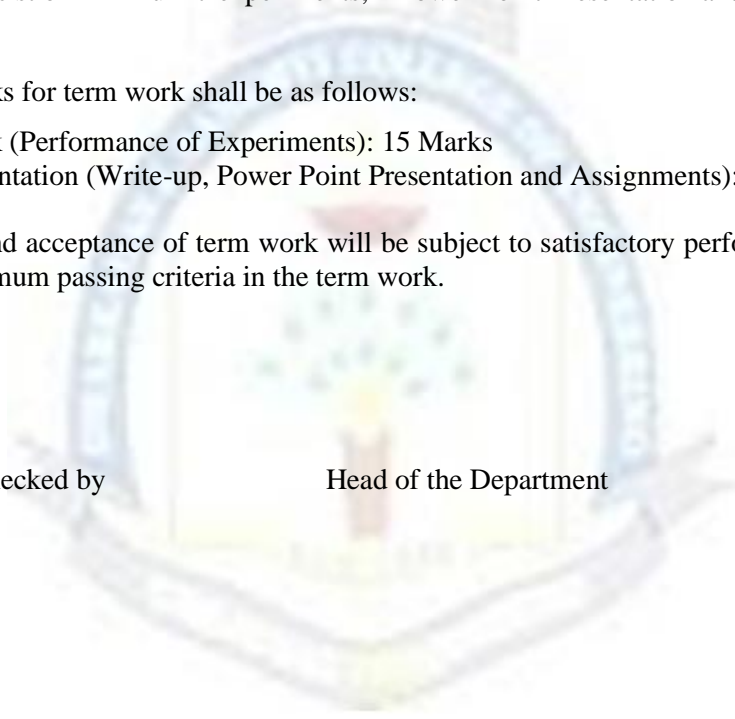 ks for term work shall be as follows:
(Performance of Experiments): 15 Marks
ntation (Write-up, Power Point Presentation and Assignments):
nd acceptance of term work will be subject to satisfactory perfo
mum passing criteria in the term work.
ecked by Head of the Department